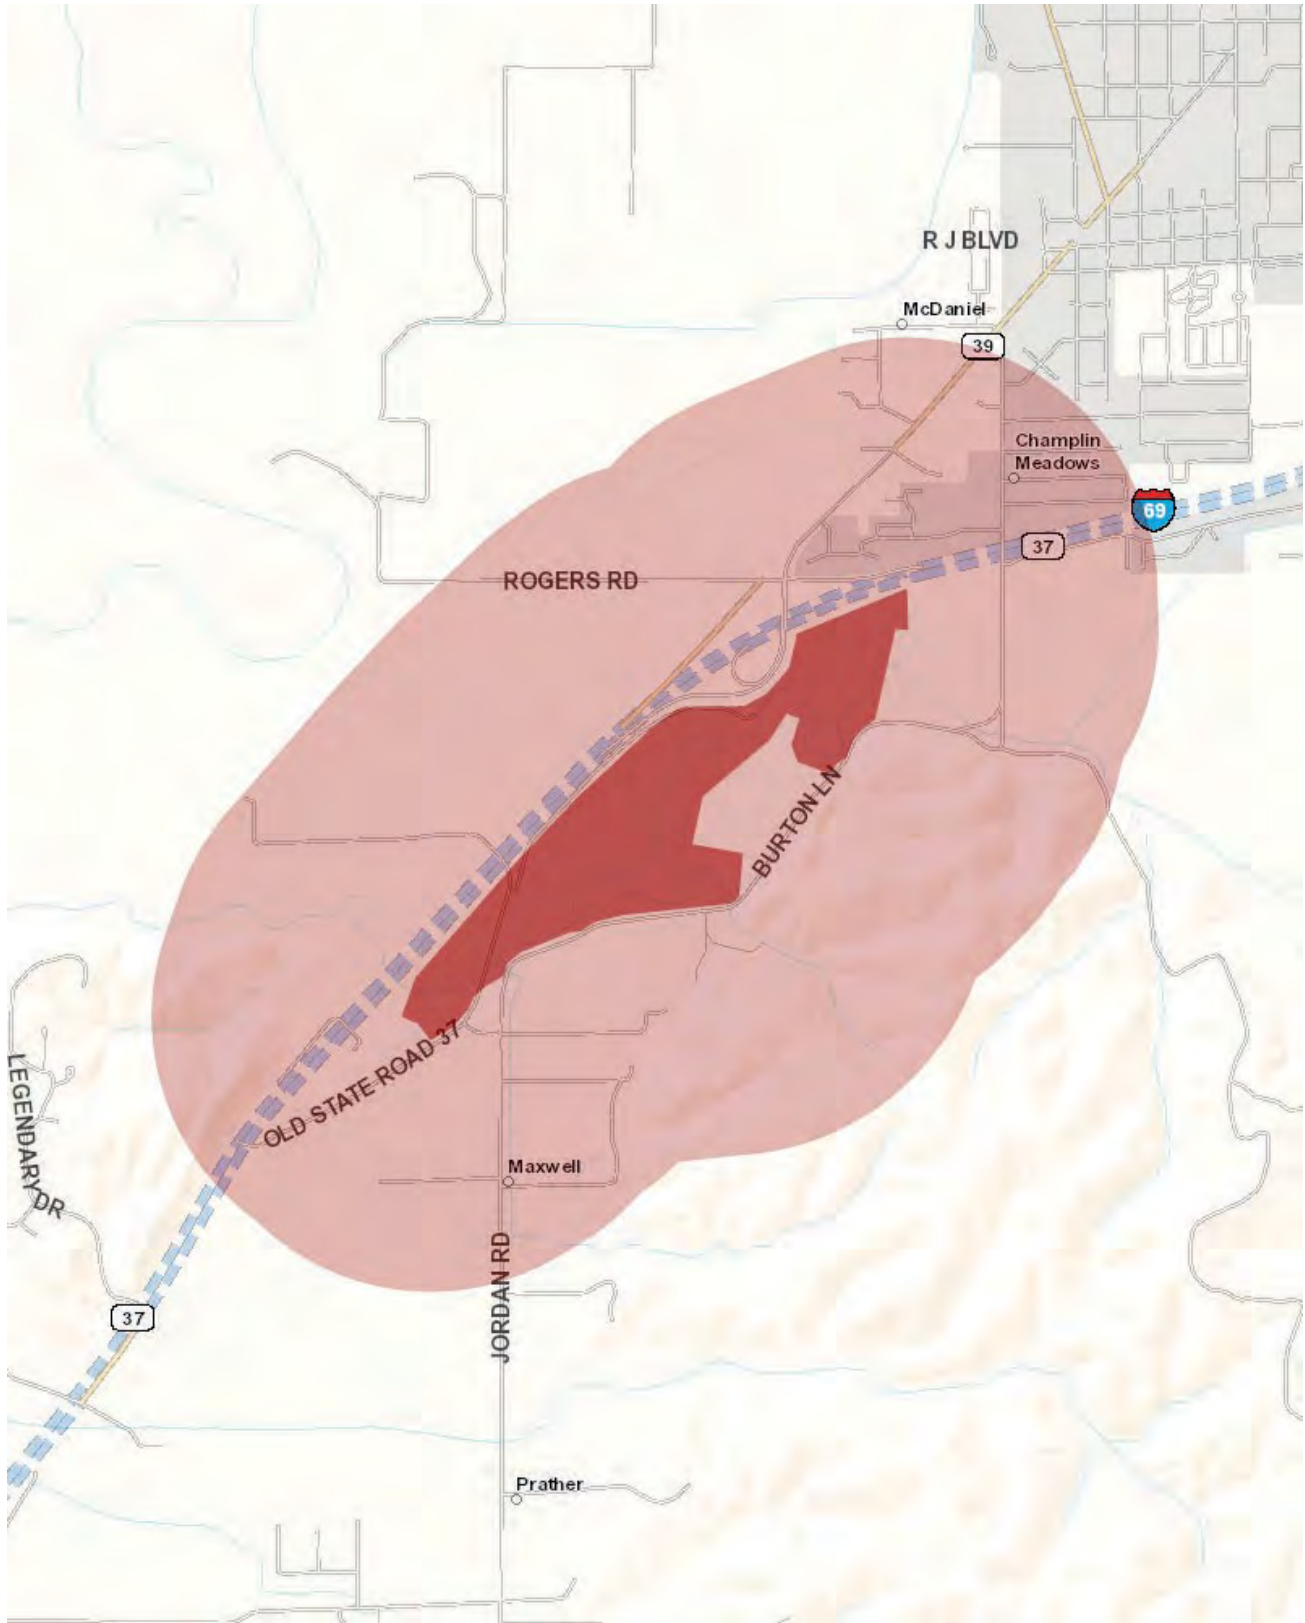 R J BLVD
McDaniel
39
Champlin
Meadows
69
37
ROGERS RD
BURTON LN
OLD STATE ROAD 37
LEGENDARY DR
Maxwell
JORDAN RD
37
Prather